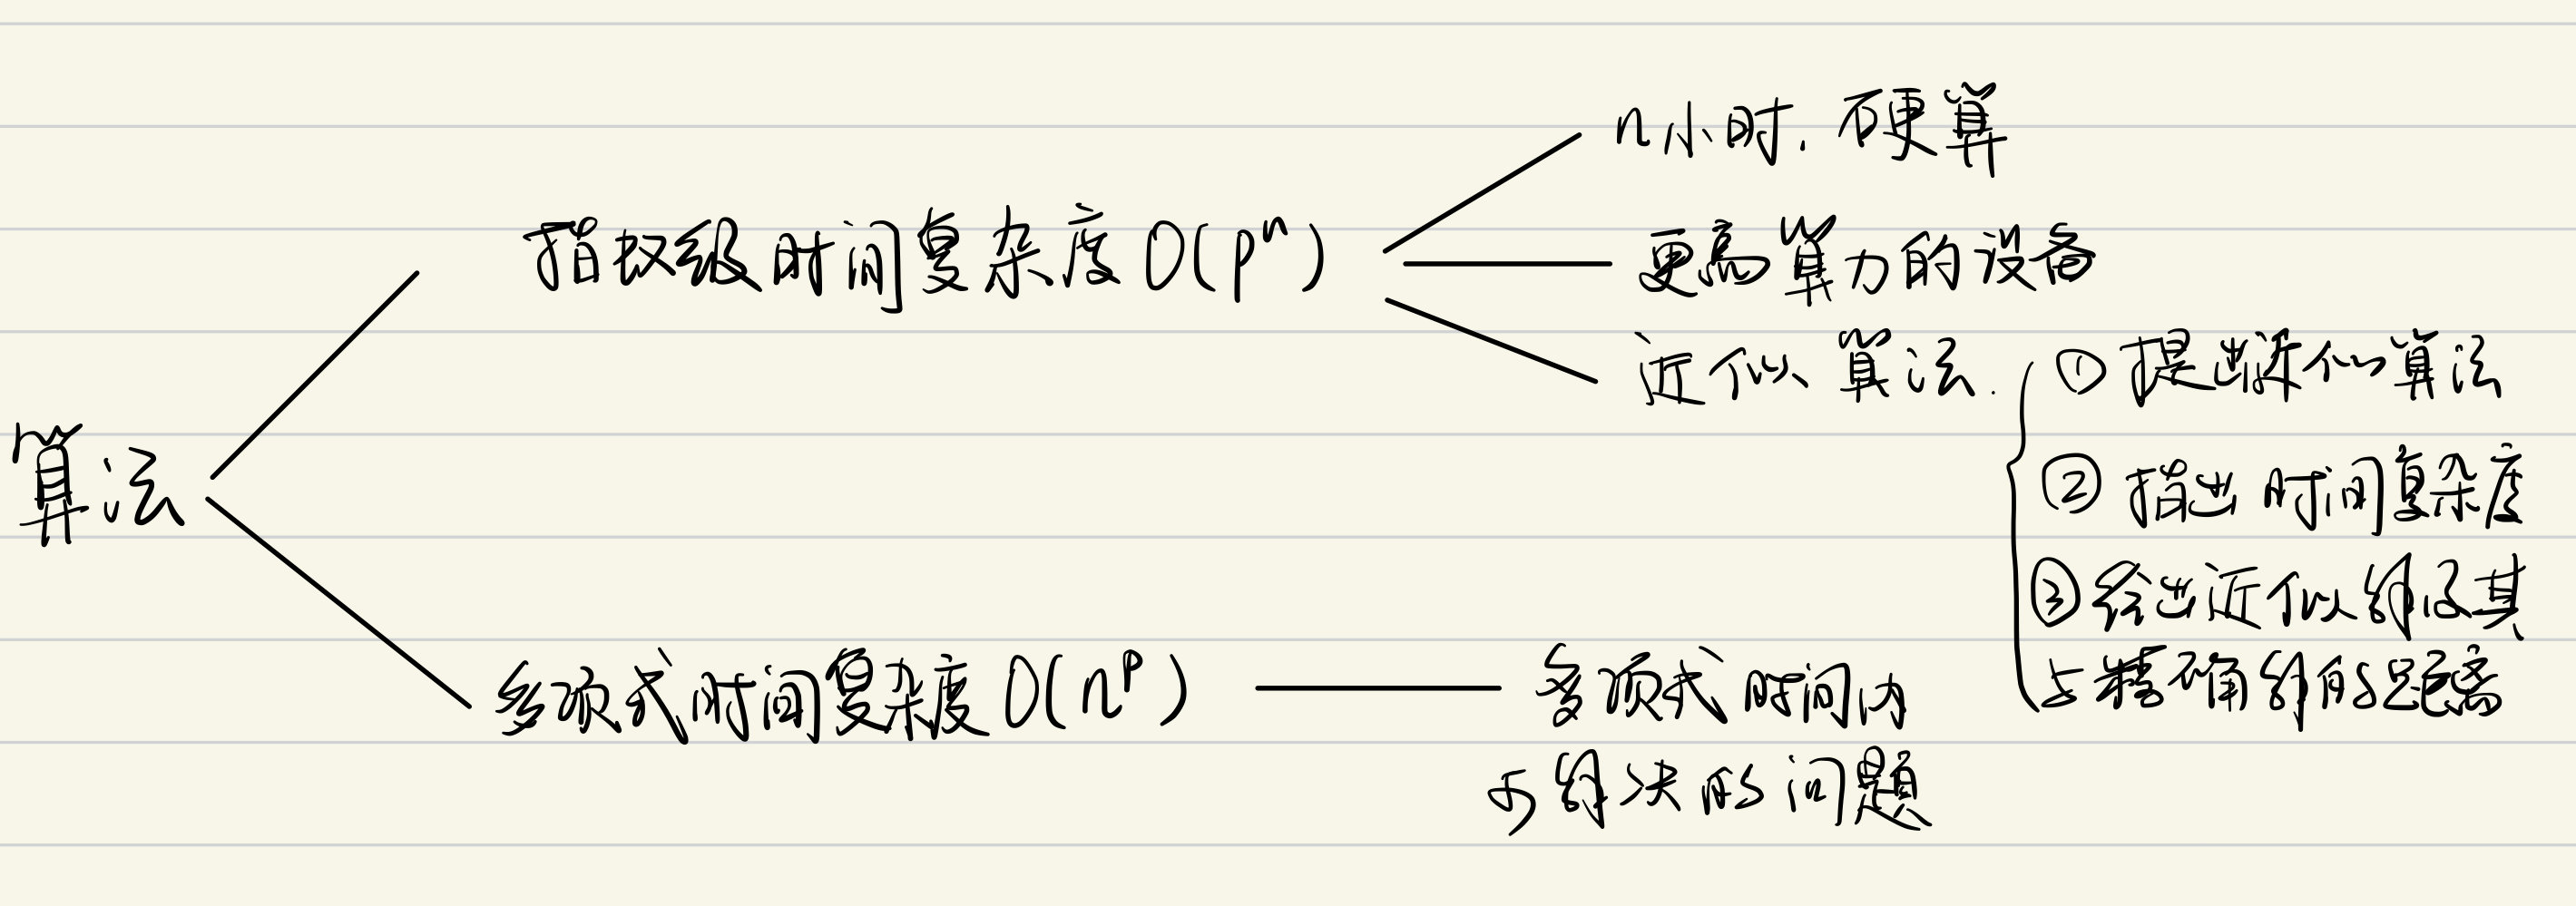 算法
指数级时间复杂度 O(pⁿ)
n小时，硬算
更高算力的设备
近似算法.
① 提出近似算法
② 指出时间复杂度
③ 给出近似解及其
与精确解的距离
多项式时间复杂度 O(nᵖ)
多项式时间内
可解决的问题